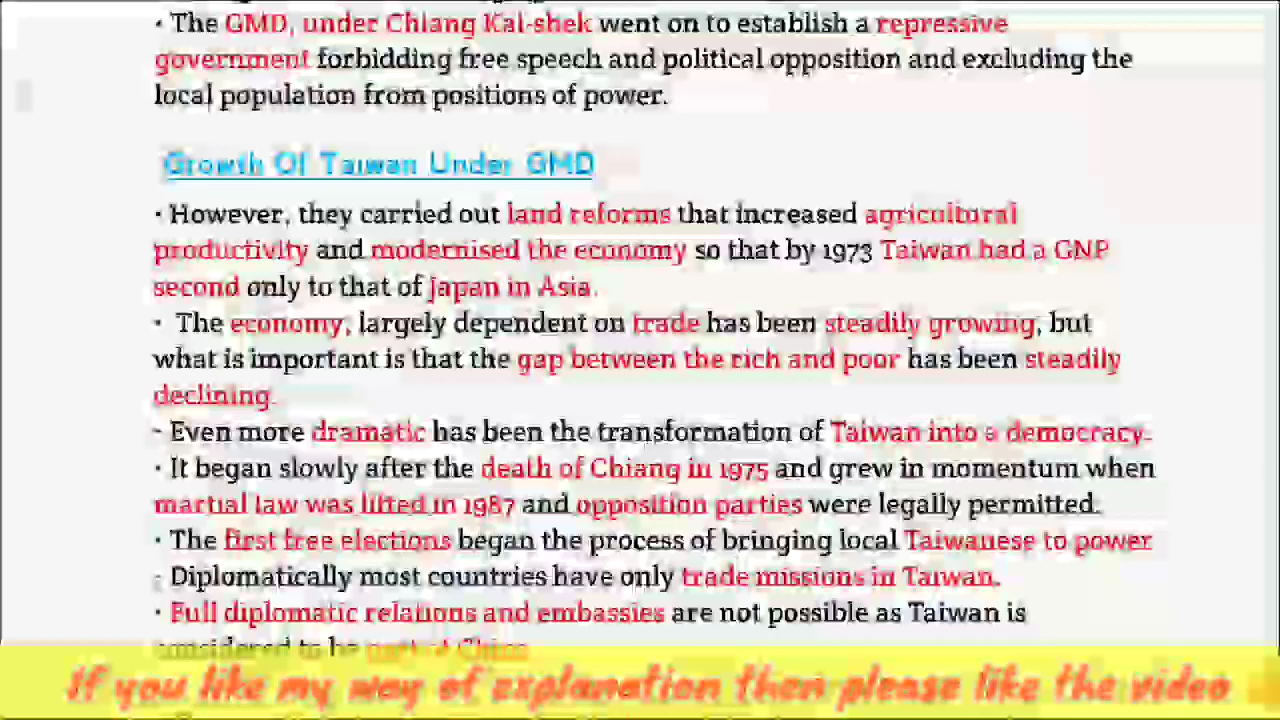 · The GMD, under Chiang Kai-shek went on to establish a repressive
government forbidding free speech and political opposition and excluding the
local population from positions of power.
Growth Of Taiwan Under GMD
· However, they carried out land reforms that increased agricultural
productivity and modernised the economy so that by 1973 Taiwan had a GNP
second only to that of Japan in Asia.
· The economy, largely dependent on trade has been steadily growing, but
what is important is that the gap between the rich and poor has been steadily
declining.
· Even more dramatic has been the transformation of Taiwan into a democracy.
· It began slowly after the death of Chiang in 1975 and grew in momentum when
martial law was lifted in 1987 and opposition parties were legally permitted.
· The first free elections began the process of bringing local Taiwanese to power
· Diplomatically most countries have only trade missions in Taiwan.
· Full diplomatic relations and embassies are not possible as Taiwan is
considered to be part of China
If you like my way of explanation then please like the video